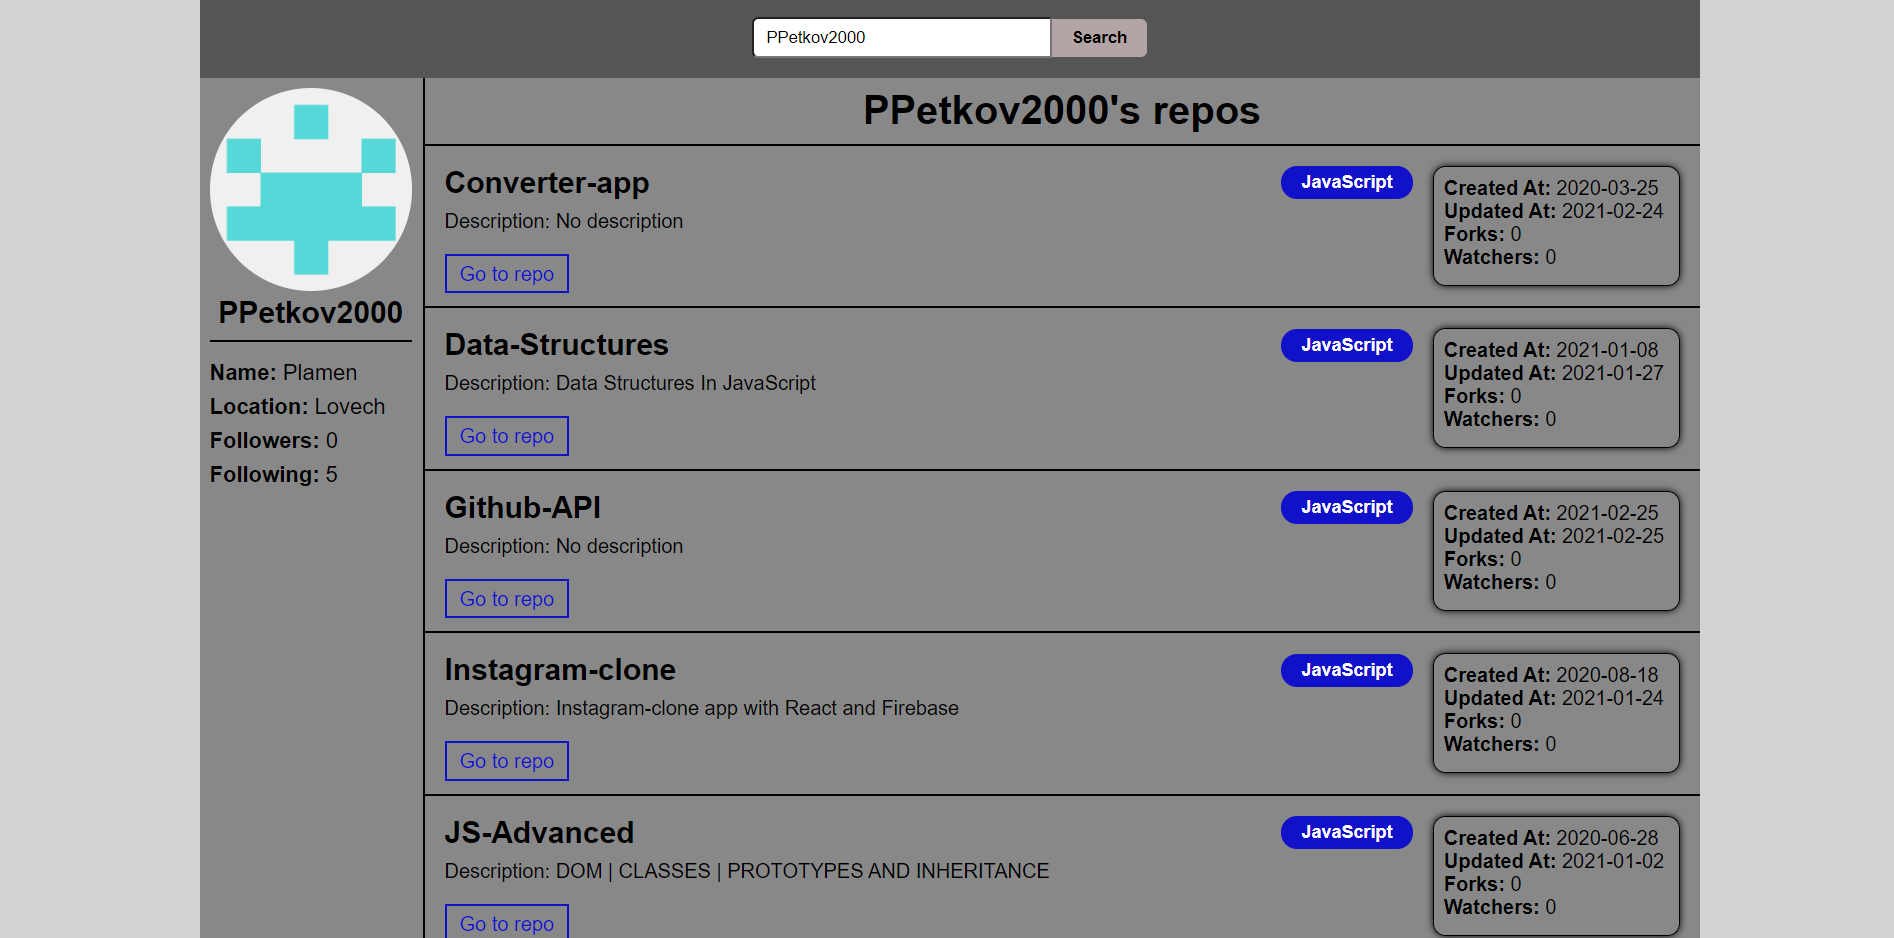 PPetkov2000
Search
PPetkov2000
Name: Plamen
Location: Lovech
Followers: 0
Following: 5
PPetkov2000's repos
Converter-app
Description: No description
Go to repo
JavaScript
Created At: 2020-03-25
Updated At: 2021-02-24
Forks: 0
Watchers: 0
Data-Structures
Description: Data Structures In JavaScript
Go to repo
JavaScript
Created At: 2021-01-08
Updated At: 2021-01-27
Forks: 0
Watchers: 0
Github-API
Description: No description
Go to repo
JavaScript
Created At: 2021-02-25
Updated At: 2021-02-25
Forks: 0
Watchers: 0
Instagram-clone
Description: Instagram-clone app with React and Firebase
Go to repo
JavaScript
Created At: 2020-08-18
Updated At: 2021-01-24
Forks: 0
Watchers: 0
JS-Advanced
Description: DOM | CLASSES | PROTOTYPES AND INHERITANCE
Go to repo
JavaScript
Created At: 2020-06-28
Updated At: 2021-01-02
Forks: 0
Watchers: 0